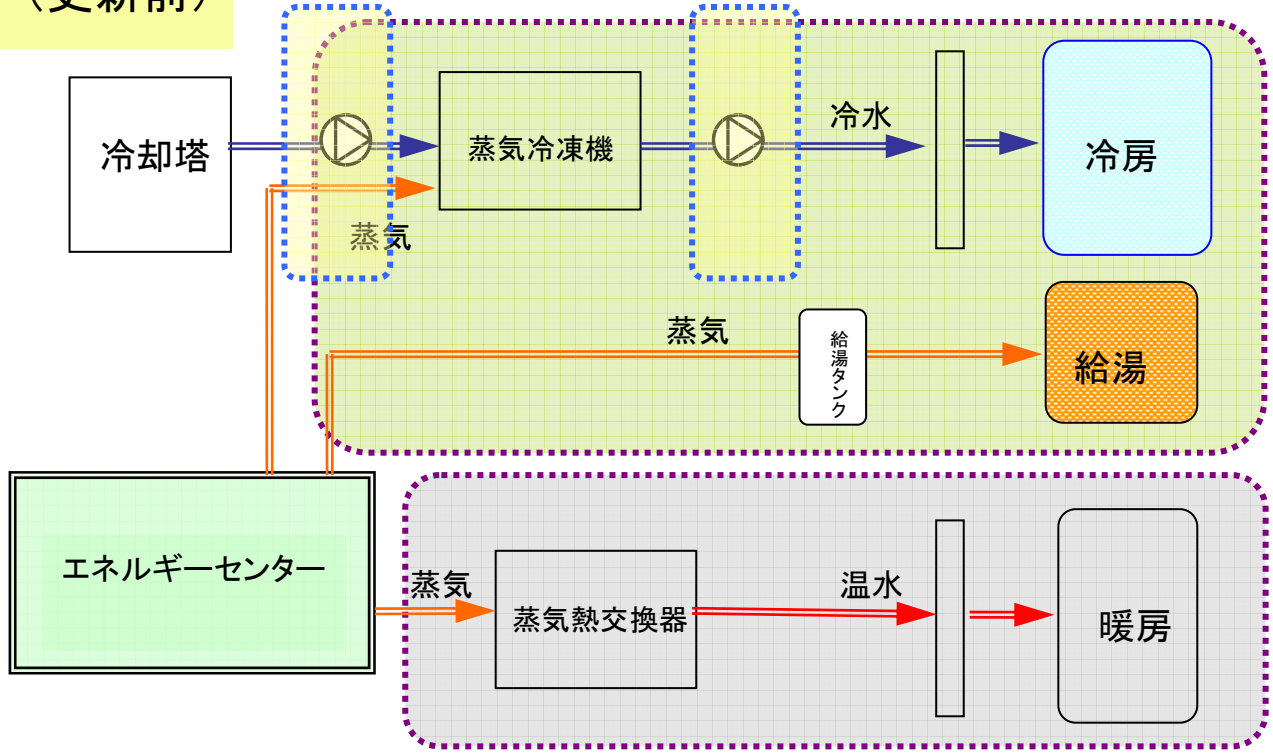 (更新前)
冷却塔
蒸気冷凍機
冷水
冷房
蒸気
蒸気
給湯タンク
給湯
エネルギーセンター
蒸気
蒸気熱交換器
温水
暖房